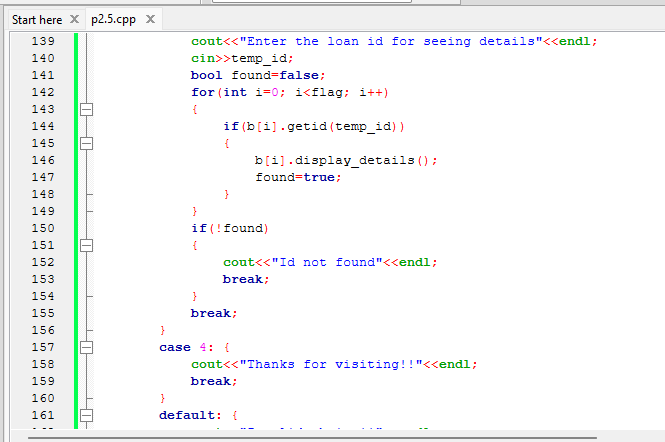 Start here X p2.5.cpp X
139 cout<<"Enter the loan id for seeing details"<<endl;
140 cin>>temp_id;
141 bool found=false;
142 for(int i=0; i<flag; i++)
143 {
144 if(b[i].getid(temp_id))
145 {
146 b[i].display_details();
147 found=true;
148 }
149 }
150 if(!found)
151 {
152 cout<<"Id not found"<<endl;
153 break;
154 }
155 break;
156 }
157 case 4: {
158 cout<<"Thanks for visiting!!"<<endl;
159 break;
160 }
161 default: {